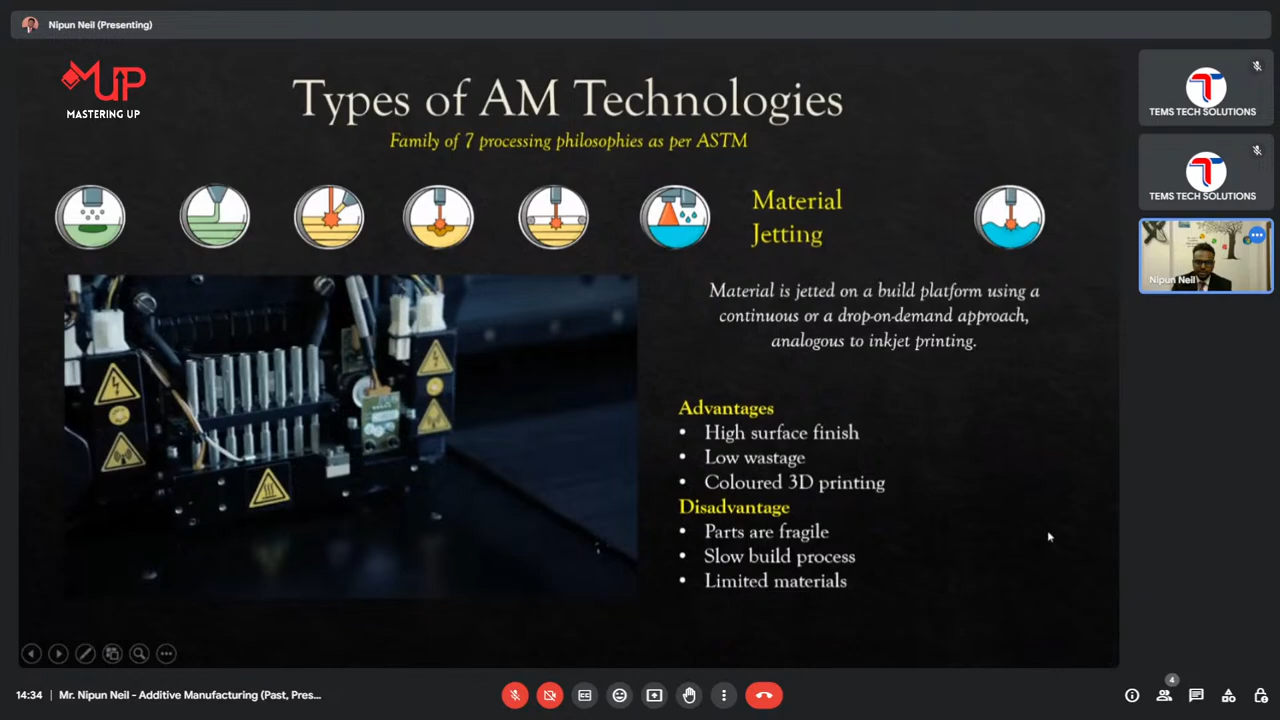 Nipun Neil (Presenting)
MUP
MASTERING UP
Types of AM Technologies
Family of 7 processing philosophies as per ASTM
Material
Jetting
Material is jetted on a build platform using a
continuous or a drop-on-demand approach,
analogous to inkjet printing.
Advantages
• High surface finish
• Low wastage
• Coloured 3D printing
Disadvantage
• Parts are fragile
• Slow build process
• Limited materials
TEMS TECH SOLUTIONS
TEMS TECH SOLUTIONS
Nipun Neil
14:34 | Mr. Nipun Neil - Additive Manufacturing (Past, Pres...
4